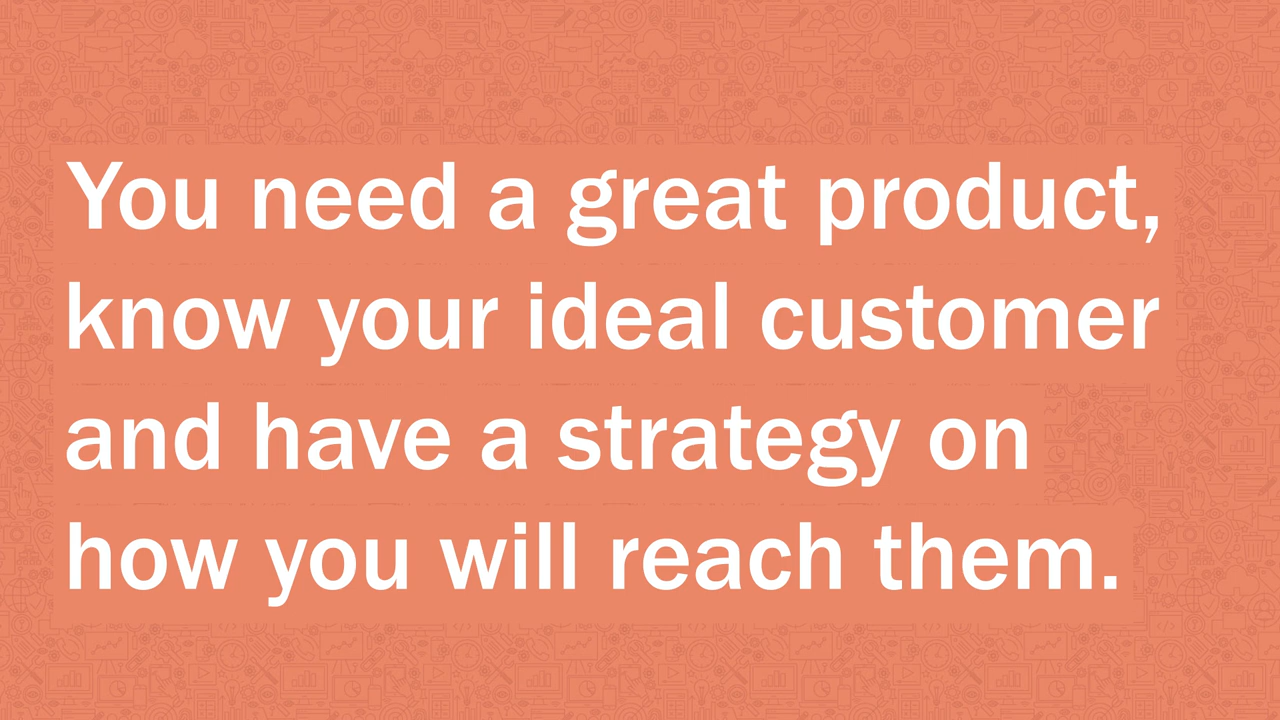 You need a great product,
know your ideal customer
and have a strategy on
how you will reach them.